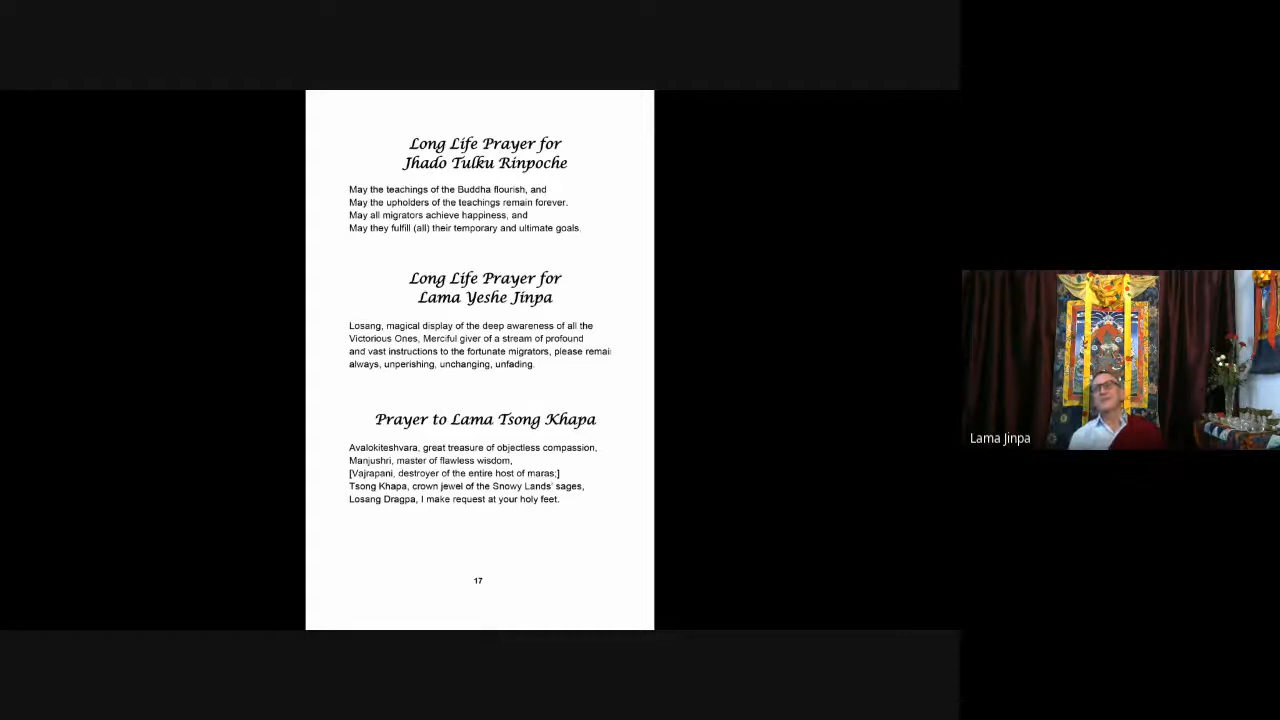 Long Life Prayer for
Jhado Tulku Rinpoche
May the teachings of the Buddha flourish, and
May the upholders of the teachings remain forever.
May all migrators achieve happiness, and
May they fulfill (all) their temporary and ultimate goals.
Long Life Prayer for
Lama Yeshe Jinpa
Losang, magical display of the deep awareness of all the
Victorious Ones, Merciful giver of a stream of profound
and vast instructions to the fortunate migrators, please remai
always, unperishing, unchanging, unfading.
Prayer to Lama Tsong Khapa
Avalokiteshvara, great treasure of objectless compassion,
Manjushri, master of flawless wisdom,
[Vajrapani, destroyer of the entire host of maras;]
Tsong Khapa, crown jewel of the Snowy Lands' sages,
Losang Dragpa, I make request at your holy feet.
17
Lama Jinpa